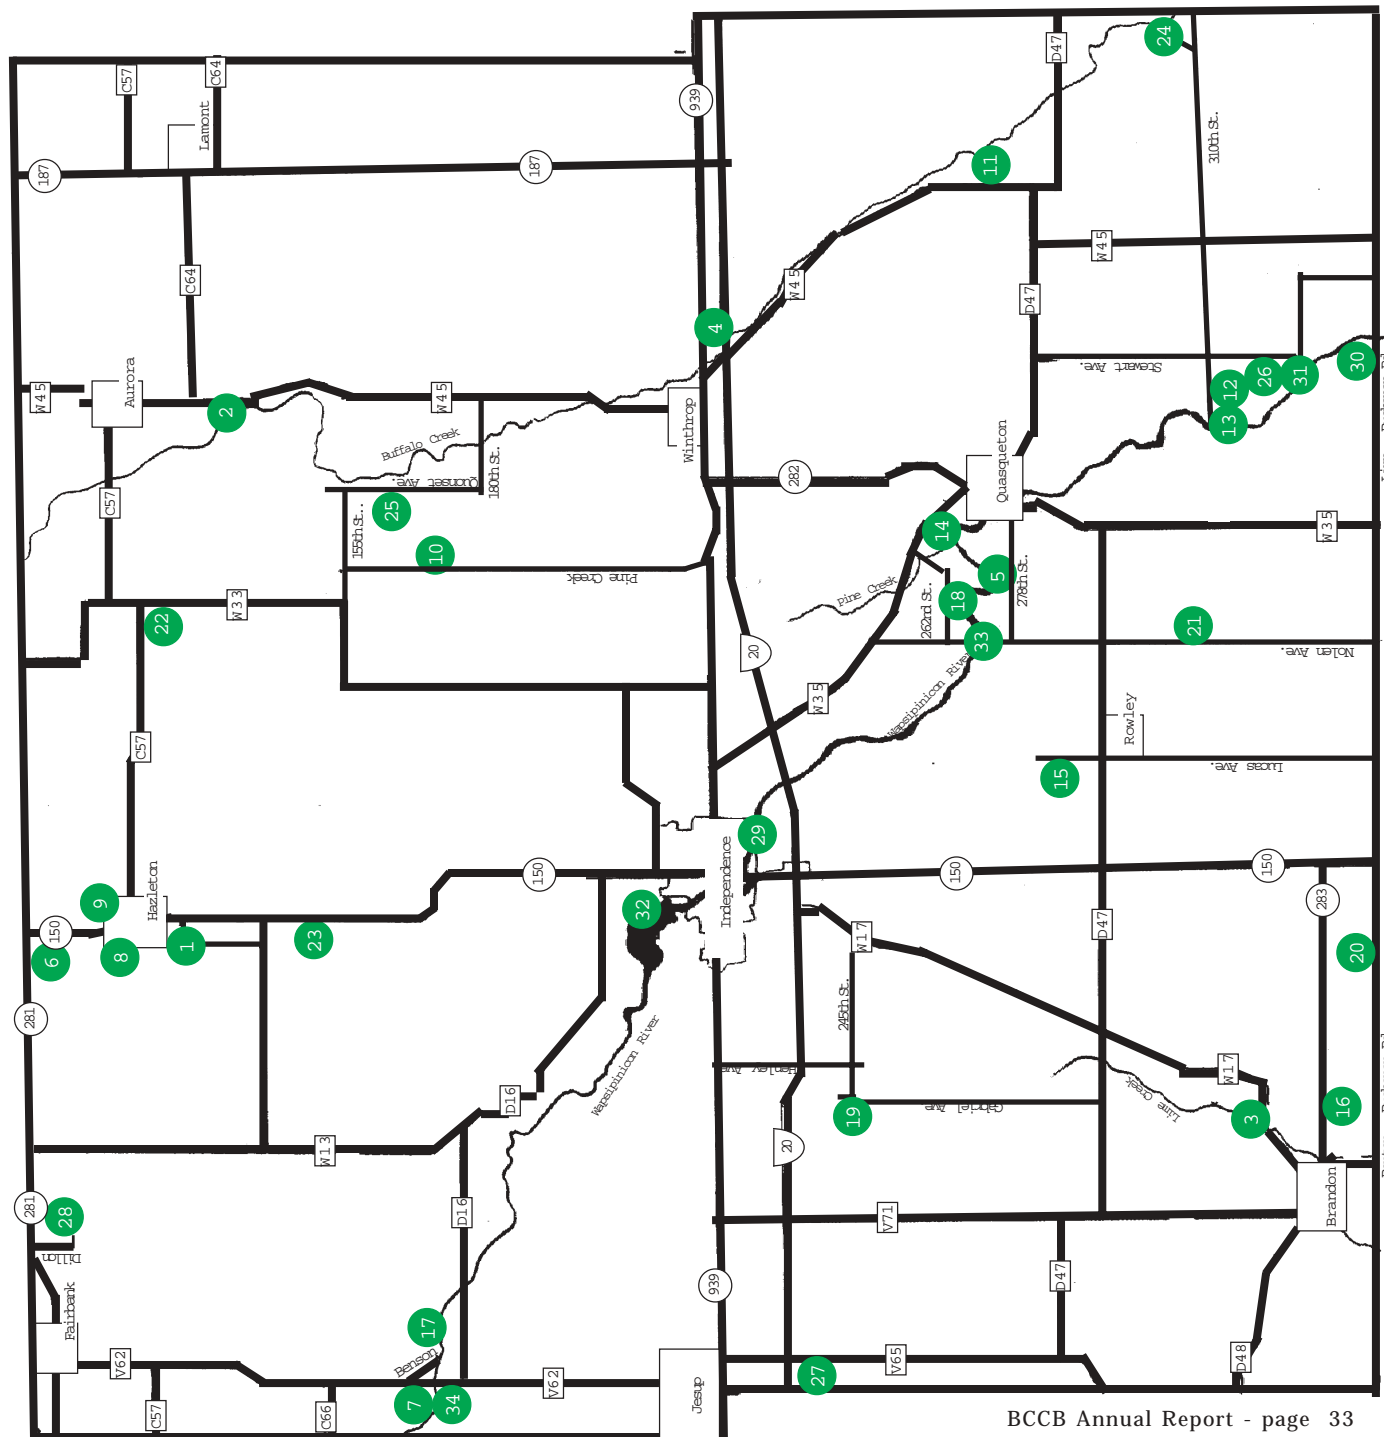 Fairbank
V62
C57
C66
V62
Benson
7
34
17
Jesup
939
Dillon
28
281
281
W13
D16
D16
Wapsipinicon River
6
150
9
Hazleton
8
1
23
150
32
Independence
29
C57
22
W33
C57
W45
Aurora
2
C64
Buffalo Creek
W45
Quonset Ave.
180th St.
155th St..
25
10
Pine Creek
Winthrop
187
C57
C64
Lamont
187
939
4
W45
11
D47
24
310th St.
W45
D47
Stewart Ave.
12
26
31
30
13
282
Quasqueton
14
Pine Creek
262nd St.
18
5
278th St.
33
Wapsipinicon River
W35
W35
20
21
Nolen Ave.
Rowley
Lucas Ave.
15
150
150
283
D47
20
W17
245th St.
Henley Ave
Gabriel Ave
19
W17
Lime Creek
3
16
Brandon
20
V71
D47
V65
27
D48
BCCB Annual Report - page 33